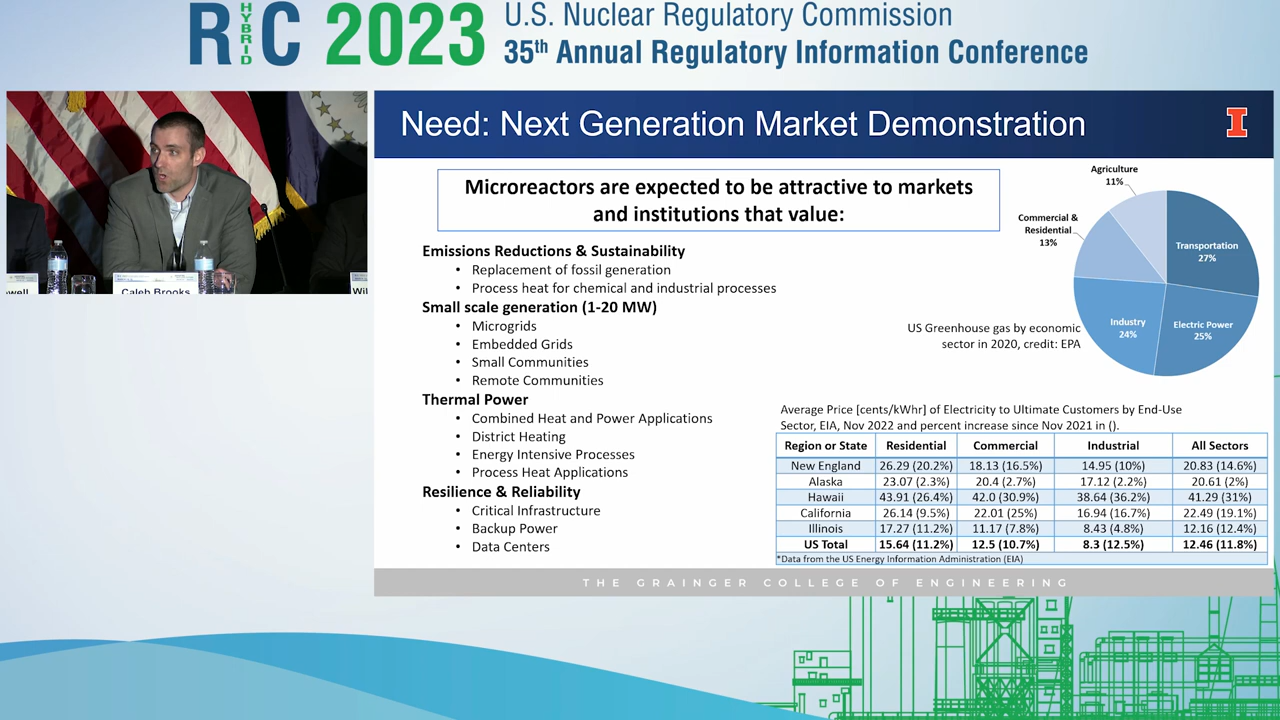 RIC 2023
HYBRID
U.S. Nuclear Regulatory Commission
35th Annual Regulatory Information Conference
Need: Next Generation Market Demonstration
I
Microreactors are expected to be attractive to markets
and institutions that value:
Emissions Reductions & Sustainability
• Replacement of fossil generation
• Process heat for chemical and industrial processes
Small scale generation (1-20 MW)
• Microgrids
• Embedded Grids
• Small Communities
• Remote Communities
Thermal Power
• Combined Heat and Power Applications
• District Heating
• Energy Intensive Processes
• Process Heat Applications
Resilience & Reliability
• Critical Infrastructure
• Backup Power
• Data Centers
Agriculture
11%
Commercial &
Residential
13%
Transportation
27%
Industry
24%
Electric Power
25%
US Greenhouse gas by economic
sector in 2020, credit: EPA
Average Price [cents/kWhr] of Electricity to Ultimate Customers by End-Use
Sector, EIA, Nov 2022 and percent increase since Nov 2021 in ().
Region or State Residential Commercial Industrial All Sectors
New England 26.29 (20.2%) 18.13 (16.5%) 14.95 (10%) 20.83 (14.6%)
Alaska 23.07 (2.3%) 20.4 (2.7%) 17.12 (2.2%) 20.61 (2%)
Hawaii 43.91 (26.4%) 42.0 (30.9%) 38.64 (36.2%) 41.29 (31%)
California 26.14 (9.5%) 22.01 (25%) 16.94 (16.7%) 22.49 (19.1%)
Illinois 17.27 (11.2%) 11.17 (7.8%) 8.43 (4.8%) 12.16 (12.4%)
US Total 15.64 (11.2%) 12.5 (10.7%) 8.3 (12.5%) 12.46 (11.8%)
*Data from the US Energy Information Administration (EIA)
THE GRAINGER COLLEGE OF ENGINEERING
well
Caleb Brooks
Wil